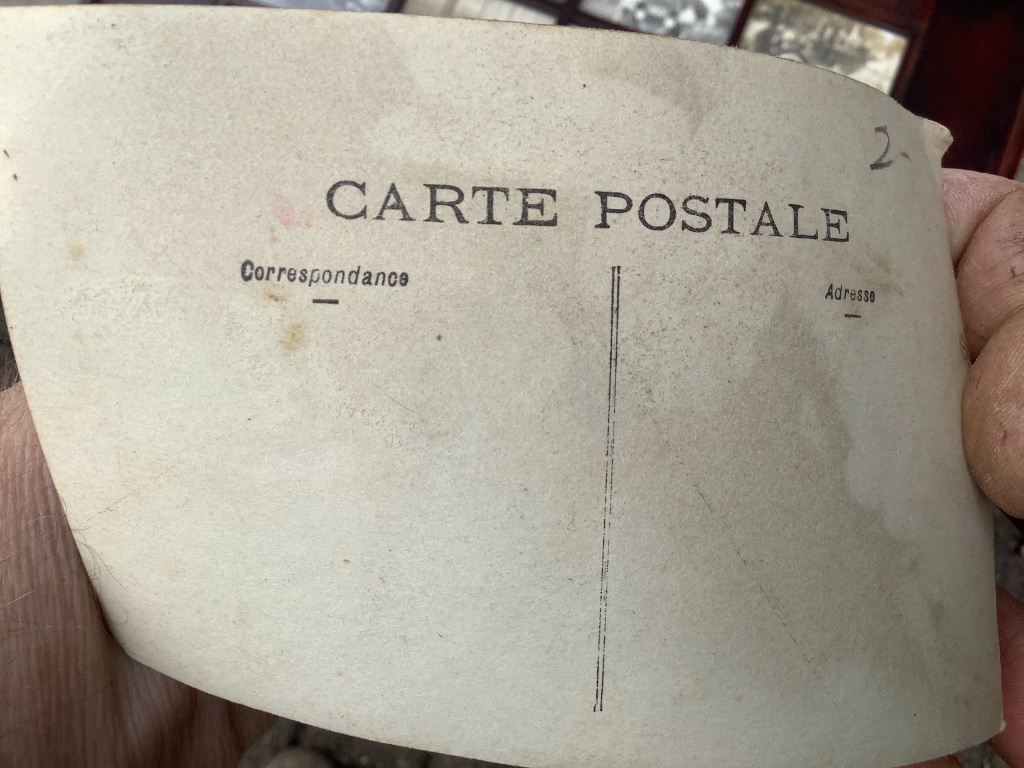 2.
CARTE POSTALE
Correspondance
Adresse